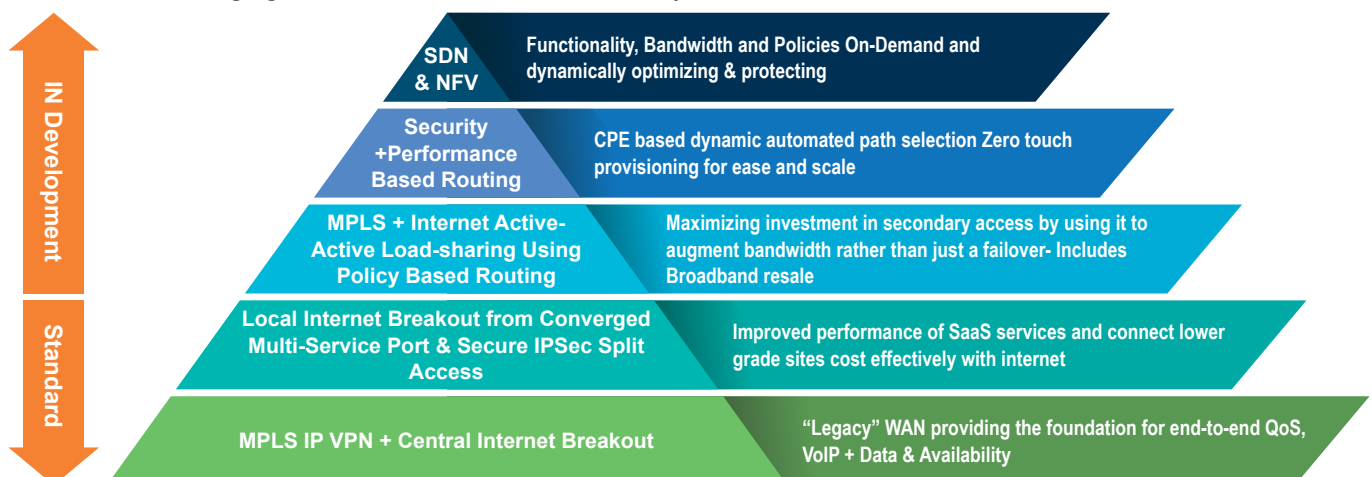 IN Development
Standard
SDN
& NFV
Functionality, Bandwidth and Policies On-Demand and
dynamically optimizing & protecting
Security
+Performance
Based Routing
CPE based dynamic automated path selection Zero touch
provisioning for ease and scale
MPLS + Internet Active-
Active Load-sharing Using
Policy Based Routing
Maximizing investment in secondary access by using it to
augment bandwidth rather than just a failover- Includes
Broadband resale
Local Internet Breakout from Converged
Multi-Service Port & Secure IPSec Split
Access
Improved performance of SaaS services and connect lower
grade sites cost effectively with internet
MPLS IP VPN + Central Internet Breakout
“Legacy” WAN providing the foundation for end-to-end QoS,
VoIP + Data & Availability